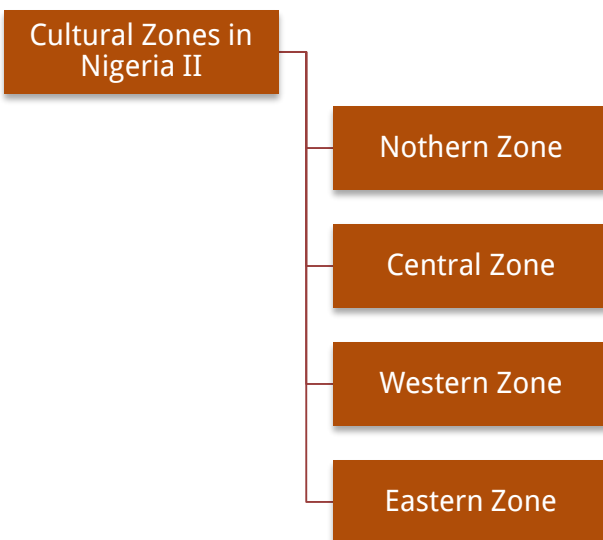 Cultural Zones in
Nigeria II
Nothern Zone
Central Zone
Western Zone
Eastern Zone